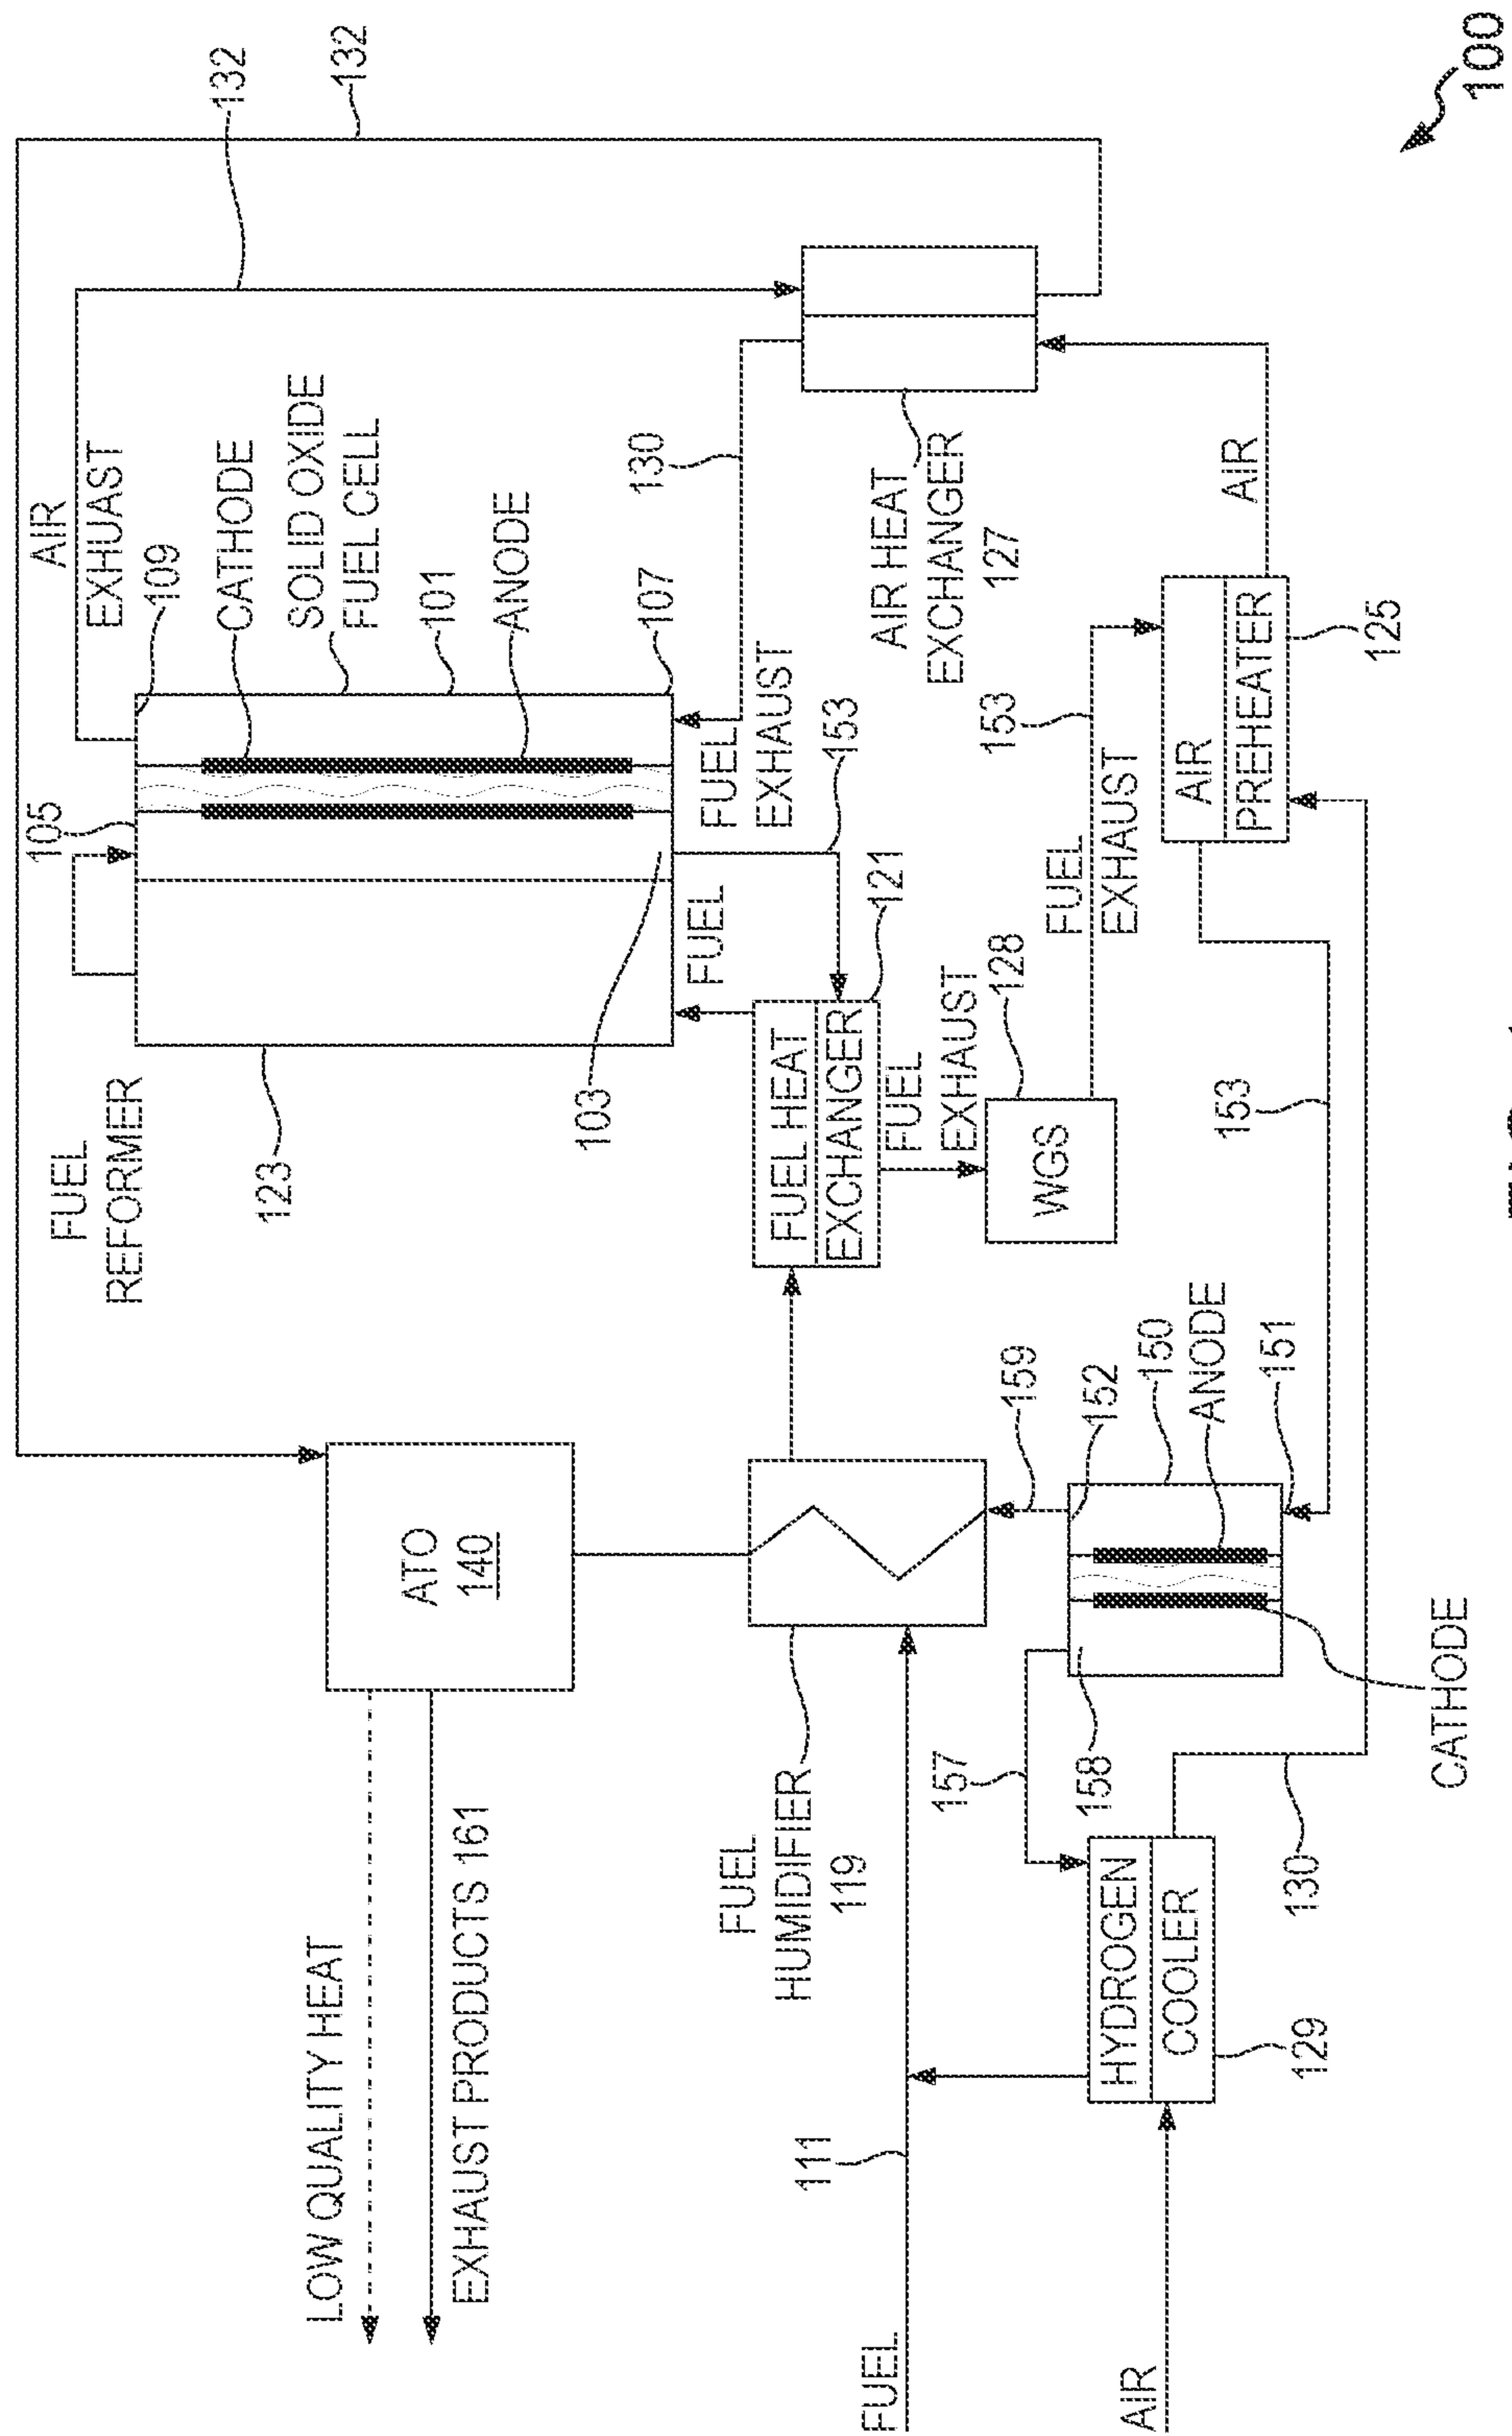 100
132
132
AIR
EXHUAST
109
CATHODE
SOLID OXIDE
FUEL CELL
101
ANODE
107
105
FUEL
REFORMER
123
103
130
AIR HEAT
EXCHANGER
127
FUEL
EXHAUST
153
FUEL
FUEL HEAT
EXCHANGER
121
FUEL
EXHAUST
128
WGS
153
FUEL
EXHAUST
AIR
PREHEATER
125
AIR
153
ATO
140
LOW QUALITY HEAT
EXHAUST PRODUCTS 161
FUEL
HUMIDIFIER
119
159
152
150
ANODE
151
157
158
CATHODE
HYDROGEN
COOLER
129
130
111
FUEL
AIR